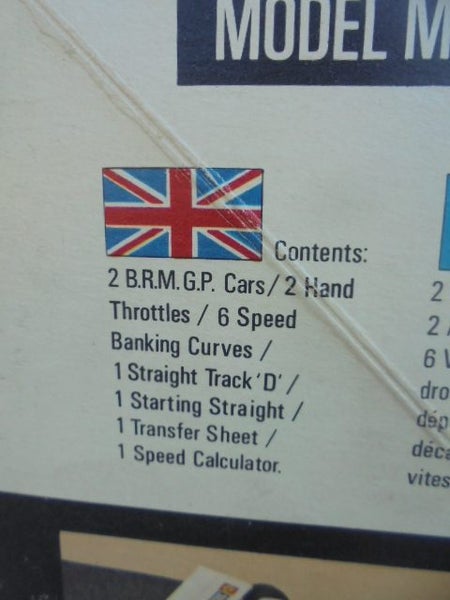 MODEL M
Contents:
2 B.R.M. G.P. Cars / 2 Hand
Throttles / 6 Speed
Banking Curves /
1 Straight Track 'D' /
1 Starting Straight /
1 Transfer Sheet /
1 Speed Calculator.
2
2
6
dro
dép
déca
vites